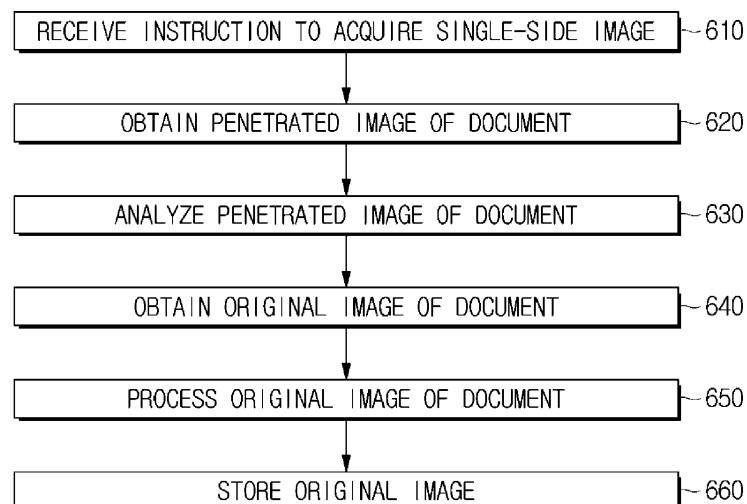 RECEIVE INSTRUCTION TO ACQUIRE SINGLE-SIDE IMAGE 610
OBTAIN PENETRATED IMAGE OF DOCUMENT 620
ANALYZE PENETRATED IMAGE OF DOCUMENT 630
OBTAIN ORIGINAL IMAGE OF DOCUMENT 640
PROCESS ORIGINAL IMAGE OF DOCUMENT 650
STORE ORIGINAL IMAGE 660